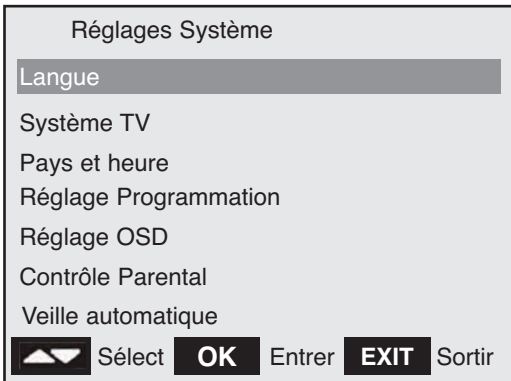 Réglages Système
Langue
Système TV
Pays et heure
Réglage Programmation
Réglage OSD
Contrôle Parental
Veille automatique
Sélect OK Entrer EXIT Sortir